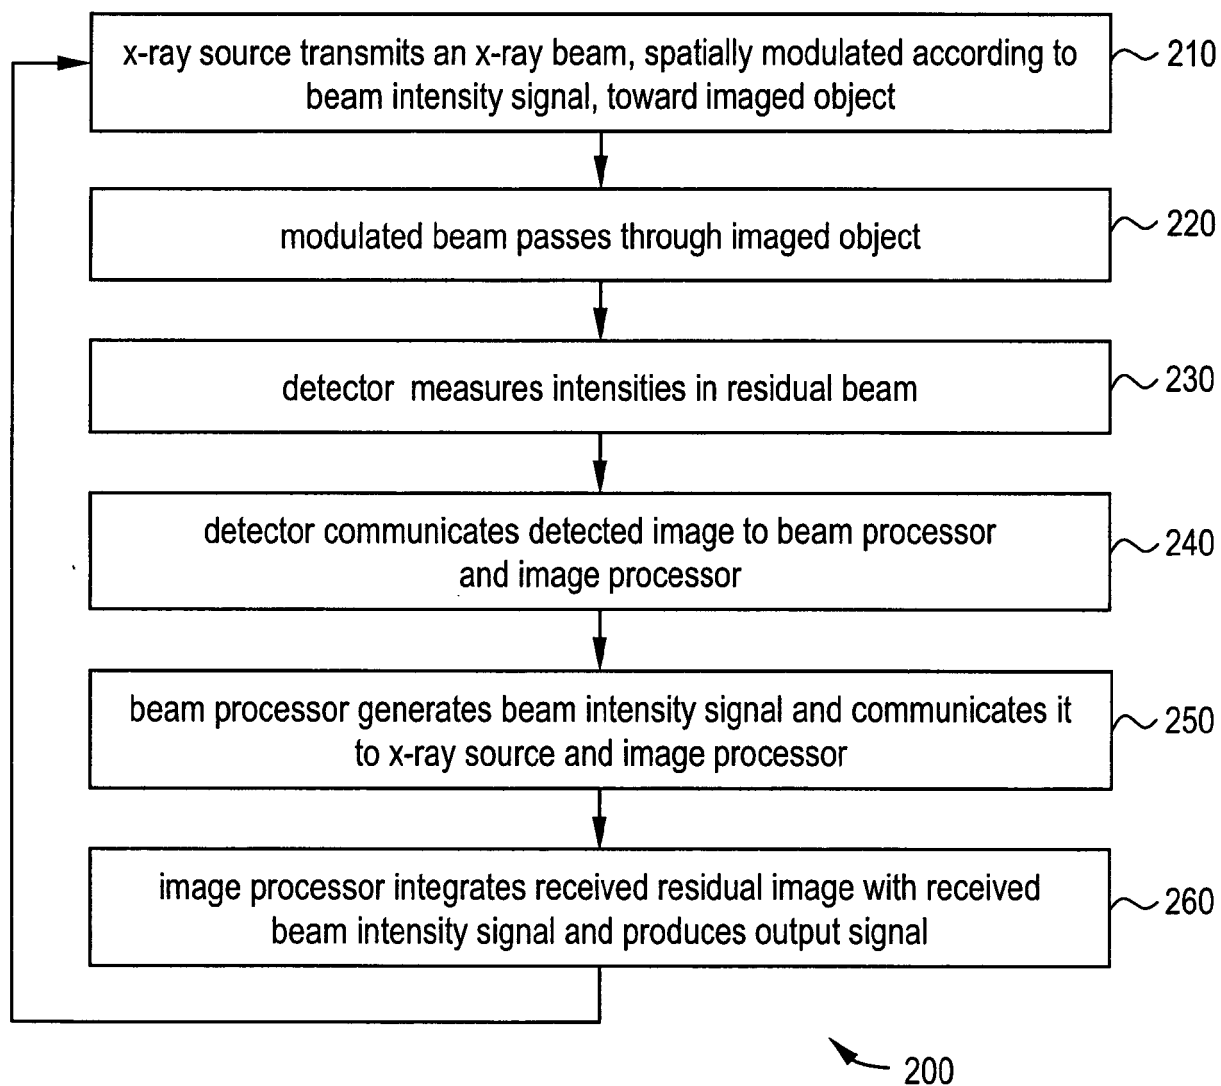 x-ray source transmits an x-ray beam, spatially modulated according to
beam intensity signal, toward imaged object
210
modulated beam passes through imaged object
220
detector measures intensities in residual beam
230
detector communicates detected image to beam processor
and image processor
240
beam processor generates beam intensity signal and communicates it
to x-ray source and image processor
250
image processor integrates received residual image with received
beam intensity signal and produces output signal
260
200